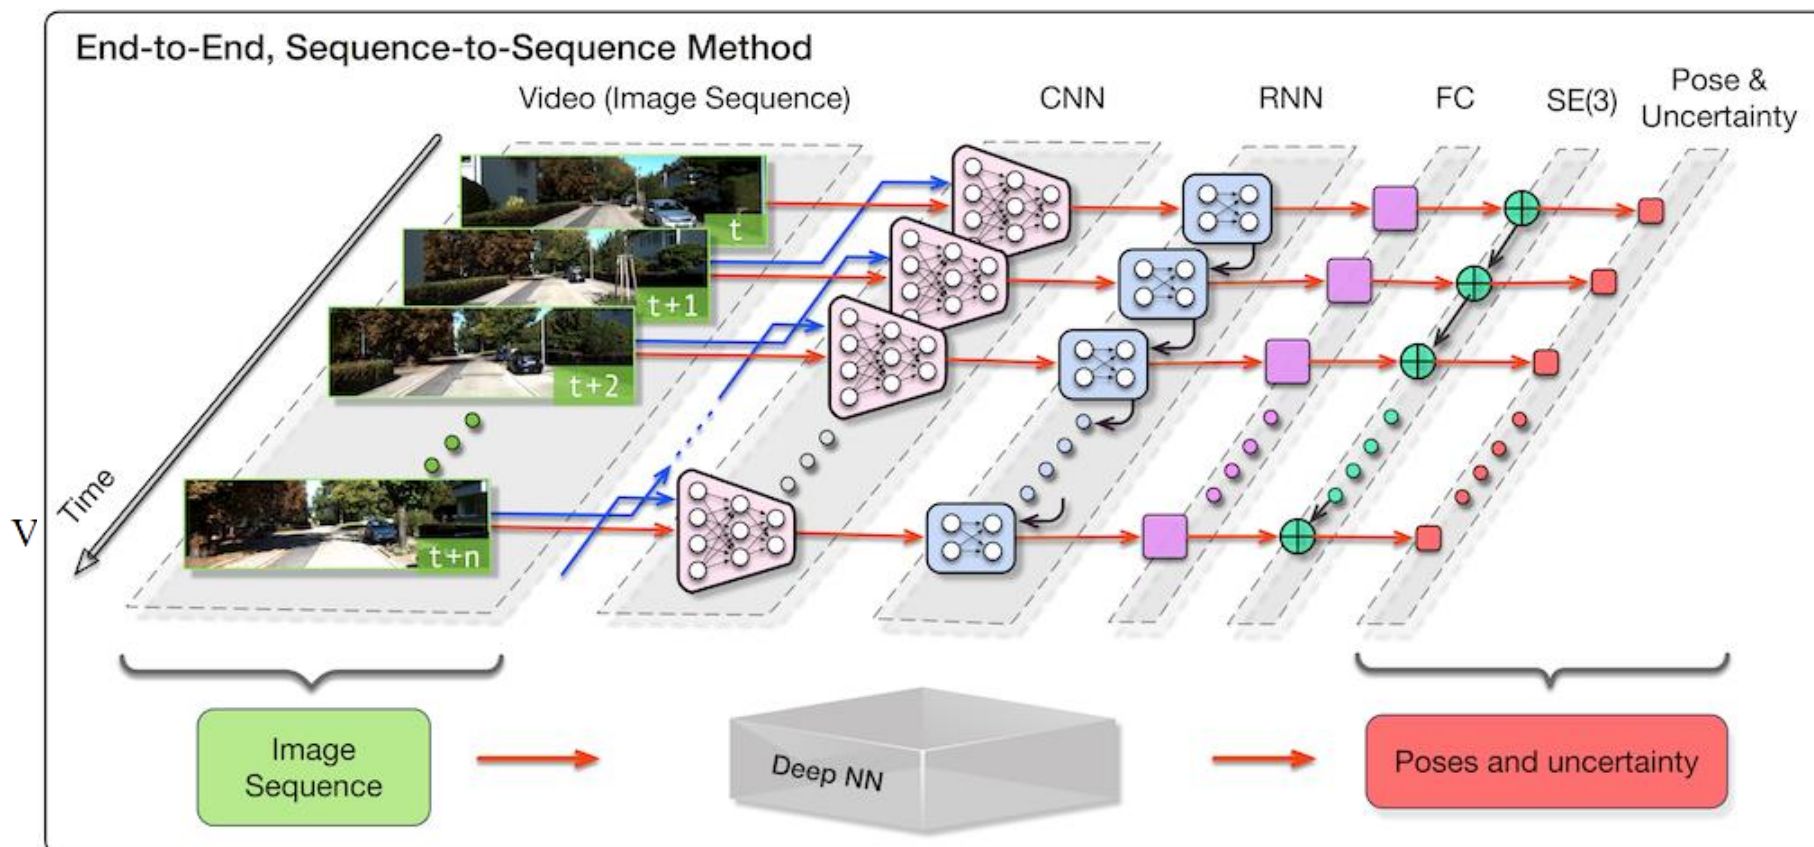 End-to-End, Sequence-to-Sequence Method
Video (Image Sequence)
CNN
RNN
FC
SE(3)
Pose &
Uncertainty
t
t+1
t+2
t+n
Time
V
Image
Sequence
Deep NN
Poses and uncertainty